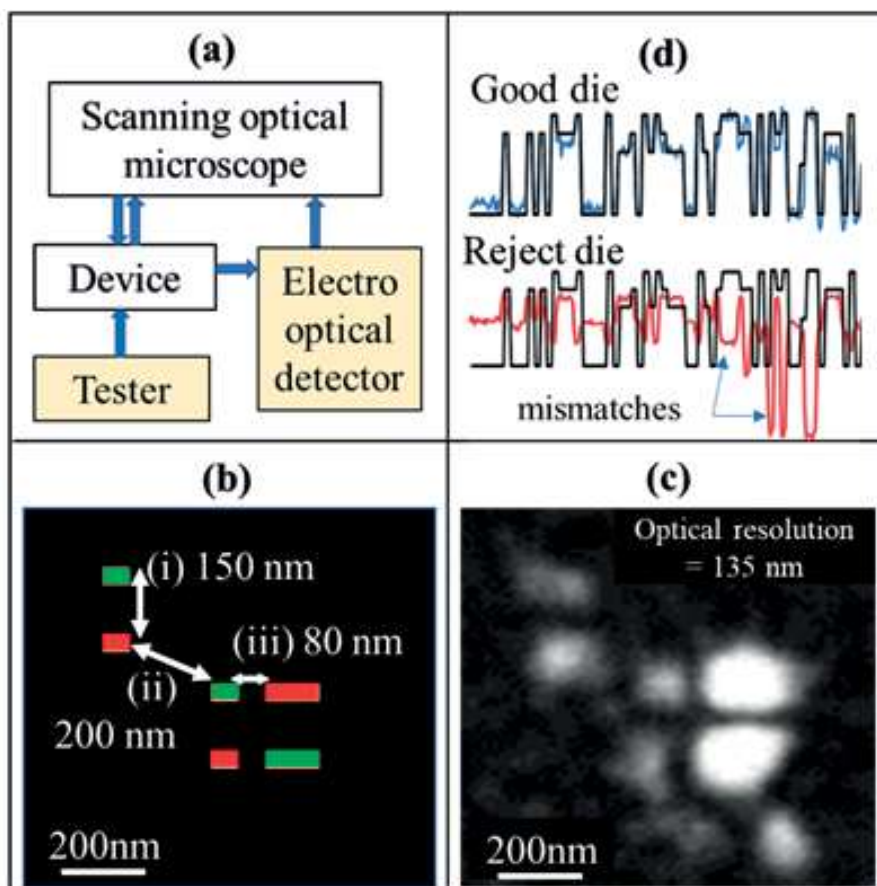 (a)
Scanning optical
microscope
Device
Electro
optical
detector
Tester
(d)
Good die
Reject die
mismatches
(b)
(i) 150 nm
(iii) 80 nm
(ii)
200 nm
200nm
(c)
Optical resolution
= 135 nm
200nm